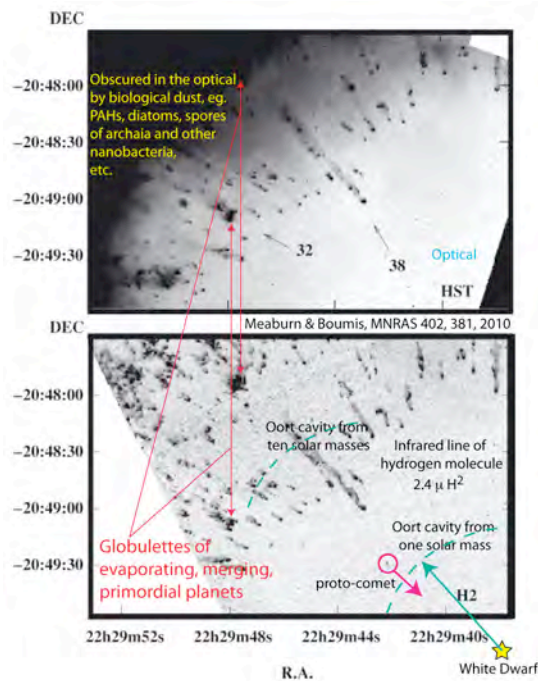 DEC
-20:48:00
-20:48:30
-20:49:00
-20:49:30
Obscured in the optical
by biological dust, eg.
PAHs, diatoms, spores
of archaia and other
nanobacteria,
etc.
32
38
Optical
HST
Meaburn & Boumis, MNRAS 402, 381, 2010
DEC
-20:48:00
-20:48:30
-20:49:00
-20:49:30
Oort cavity from
ten solar masses
Infrared line of
hydrogen molecule
2.4 μ H²
Oort cavity from
one solar mass
Globulettes of
evaporating, merging,
primordial planets
proto-comet
H2
22h29m52s 22h29m48s 22h29m44s 22h29m40s
White Dwarf
R.A.